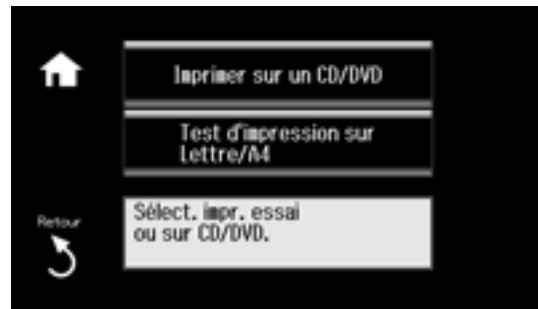 Imprimer sur un CD/DVD
Test d'impression sur
Lettre/A4
Retour
Sélect. impr. essai
ou sur CD/DVD.